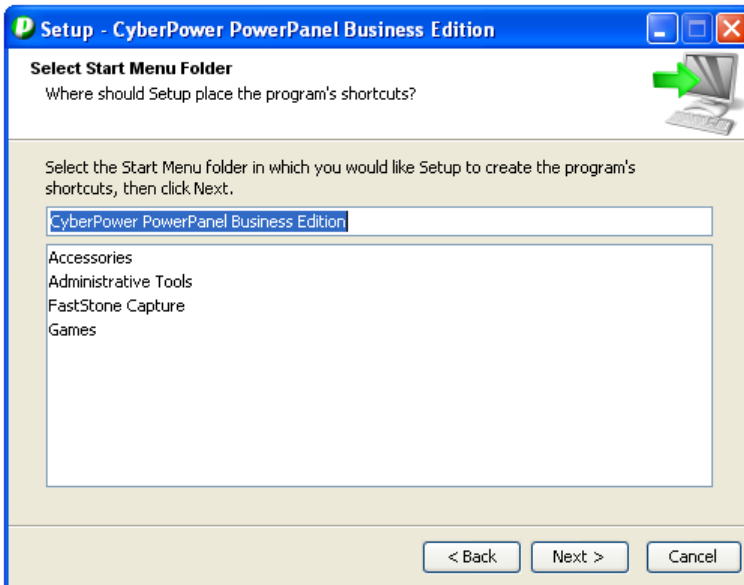 Setup - CyberPower PowerPanel Business Edition
Select Start Menu Folder
Where should Setup place the program's shortcuts?
Select the Start Menu folder in which you would like Setup to create the program's
shortcuts, then click Next.
CyberPower PowerPanel Business Edition
Accessories
Administrative Tools
FastStone Capture
Games
< Back Next > Cancel